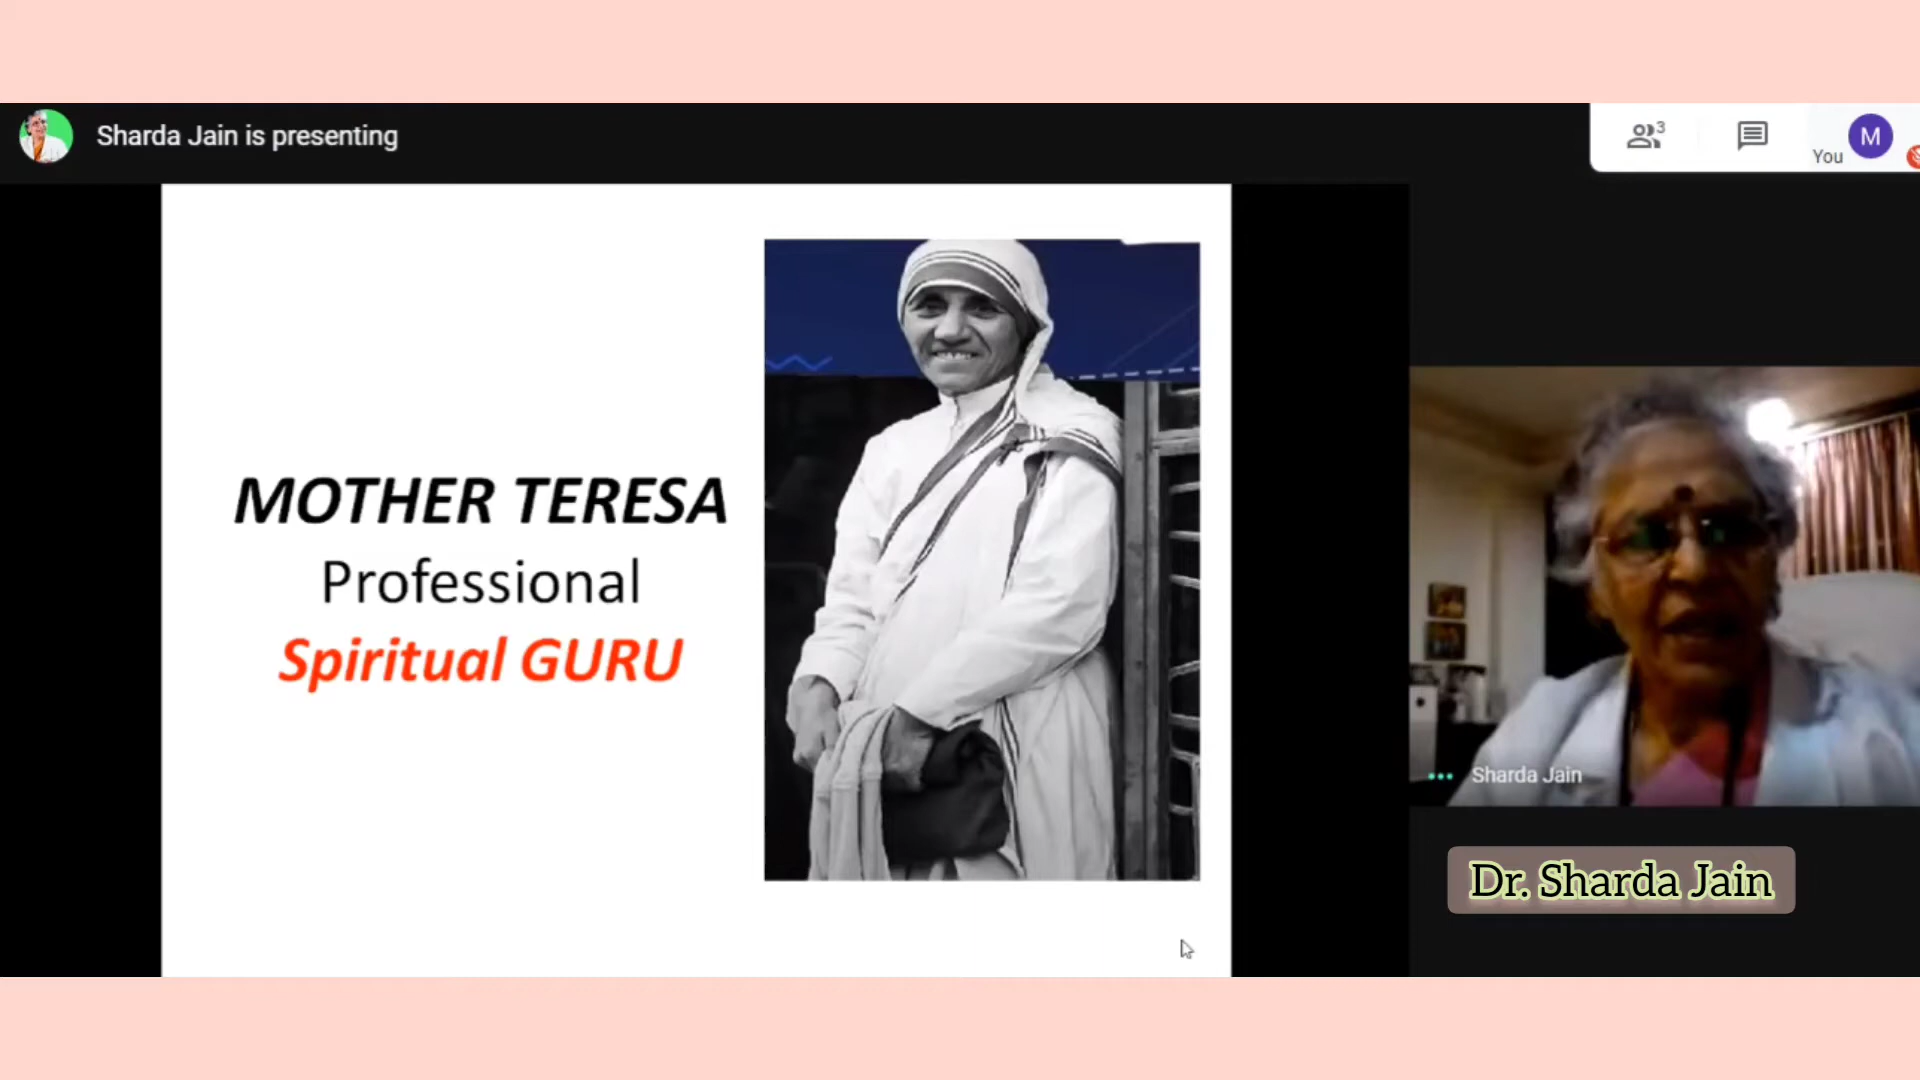 Sharda Jain is presenting
3
You
M
MOTHER TERESA
Professional
Spiritual GURU
Sharda Jain
Dr. Sharda Jain